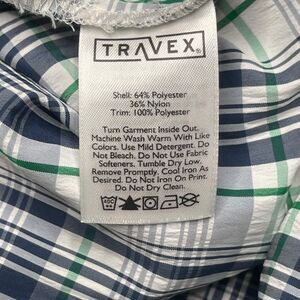 TRAVEX®
Shell: 64% Polyester
36% Nylon
Trim: 100% Polyester
Turn Garment Inside Out.
Machine Wash Warm With Like
Colors. Use Mild Detergent. Do
Not Bleach. Do Not Use Fabric
Softeners. Tumble Dry Low.
Remove Promptly. Cool Iron As
Desired. Do Not Iron On Print.
Do Not Dry Clean.